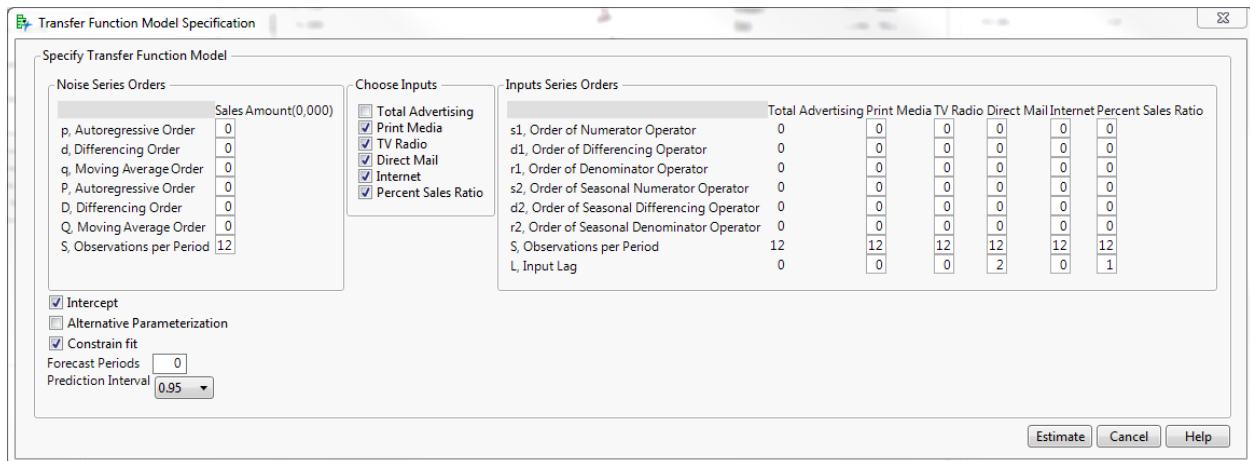 Transfer Function Model Specification
Specify Transfer Function Model
Noise Series Orders
Sales Amount(0,000)
p, Autoregressive Order 0
d, Differencing Order 0
q, Moving Average Order 0
P, Autoregressive Order 0
D, Differencing Order 0
Q, Moving Average Order 0
S, Observations per Period 12
Choose Inputs
Total Advertising
Print Media
TV Radio
Direct Mail
Internet
Percent Sales Ratio
Inputs Series Orders
Total Advertising Print Media TV Radio Direct Mail Internet Percent Sales Ratio
s1, Order of Numerator Operator 0 0 0 0 0 0
d1, Order of Differencing Operator 0 0 0 0 0 0
r1, Order of Denominator Operator 0 0 0 0 0 0
s2, Order of Seasonal Numerator Operator 0 0 0 0 0 0
d2, Order of Seasonal Differencing Operator 0 0 0 0 0 0
r2, Order of Seasonal Denominator Operator 0 0 0 0 0 0
S, Observations per Period 12 12 12 12 12 12
L, Input Lag 0 0 0 2 0 1
Intercept
Alternative Parameterization
Constrain fit
Forecast Periods 0
Prediction Interval 0.95
Estimate Cancel Help